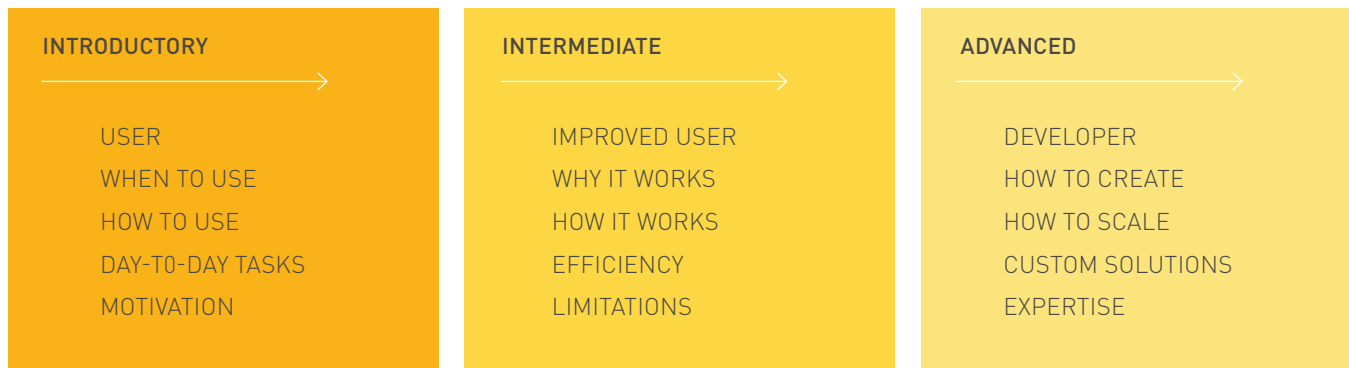 INTRODUCTORY
USER
WHEN TO USE
HOW TO USE
DAY-T0-DAY TASKS
MOTIVATION
INTERMEDIATE
IMPROVED USER
WHY IT WORKS
HOW IT WORKS
EFFICIENCY
LIMITATIONS
ADVANCED
DEVELOPER
HOW TO CREATE
HOW TO SCALE
CUSTOM SOLUTIONS
EXPERTISE